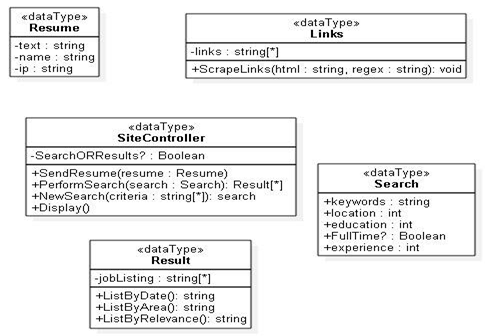 «dataType»
Resume
-text : string
-name : string
-ip : string
«dataType»
Links
-links : string[*]
+ScrapeLinks(html : string, regex : string): void
«dataType»
SiteController
-SearchORResults? : Boolean
+SendResume(resume : Resume)
+PerformSearch(search : Search): Result[*]
+NewSearch(criteria : string[*]): search
+Display()
«dataType»
Search
+keywords : string
+location : int
+education : int
+FullTime? : Boolean
+experience : int
«dataType»
Result
-jobListing : string[*]
+ListByDate(): string
+ListByArea(): string
+ListByRelevance(): string